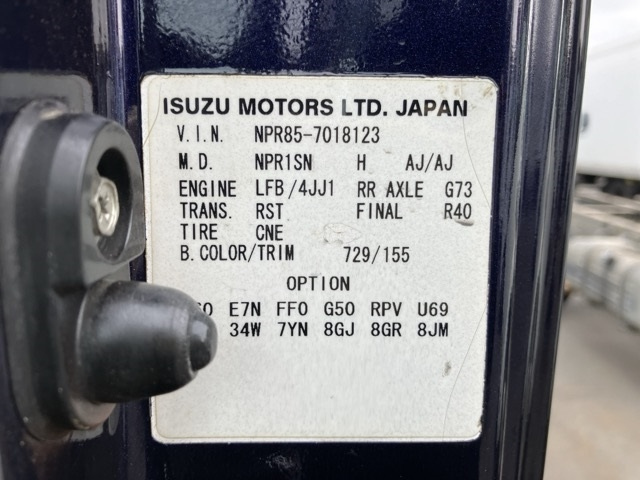 ISUZU MOTORS LTD. JAPAN
V.I.N. NPR85-7018123
M.D. NPR1SN H AJ/AJ
ENGINE LFB/4JJ1 RR AXLE G73
TRANS. RST FINAL R40
TIRE CNE
B.COLOR/TRIM 729/155
OPTION
E7N FF0 G50 RPV U69
34W 7YN 8GJ 8GR 8JM